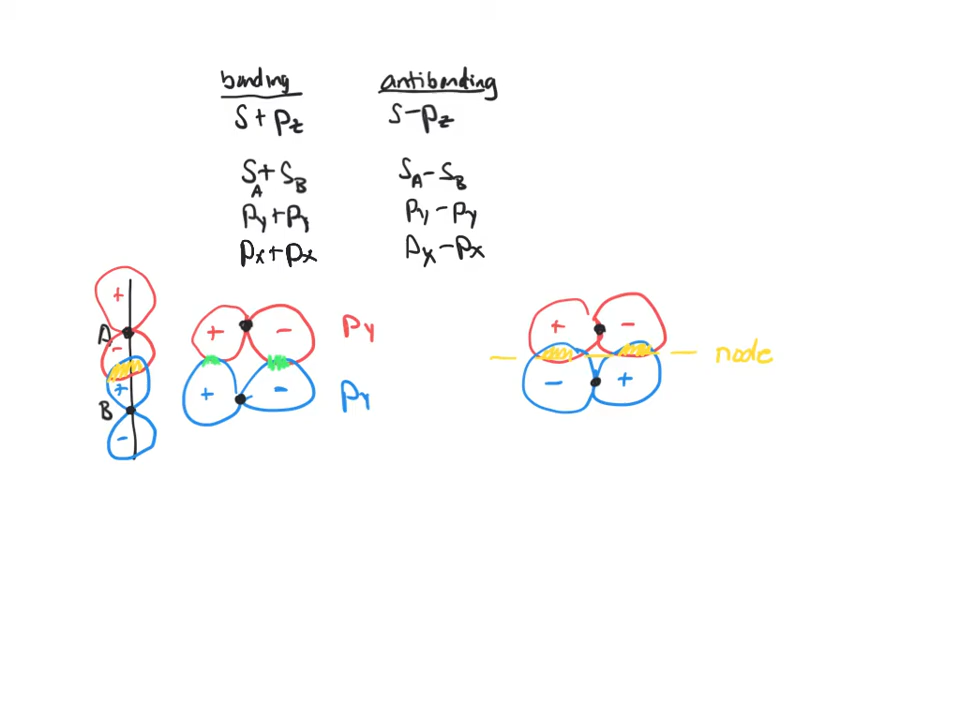 bonding antibonding
S + Pz S - Pz
SA + SB SA - SB
Py + Py Py - Py
Px + Px Px - Px
+
A
-
+
B
-
+ - Py
+ - Py
+ -
node
- +